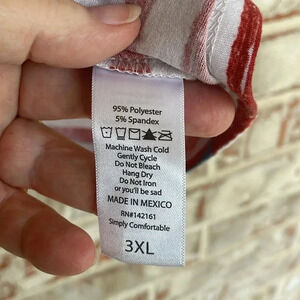 95% Polyester
5% Spandex
Machine Wash Cold
Gently Cycle
Do Not Bleach
Hang Dry
Do Not Iron
or you'll be sad
MADE IN MEXICO
RN#142161
Simply Comfortable
3XL